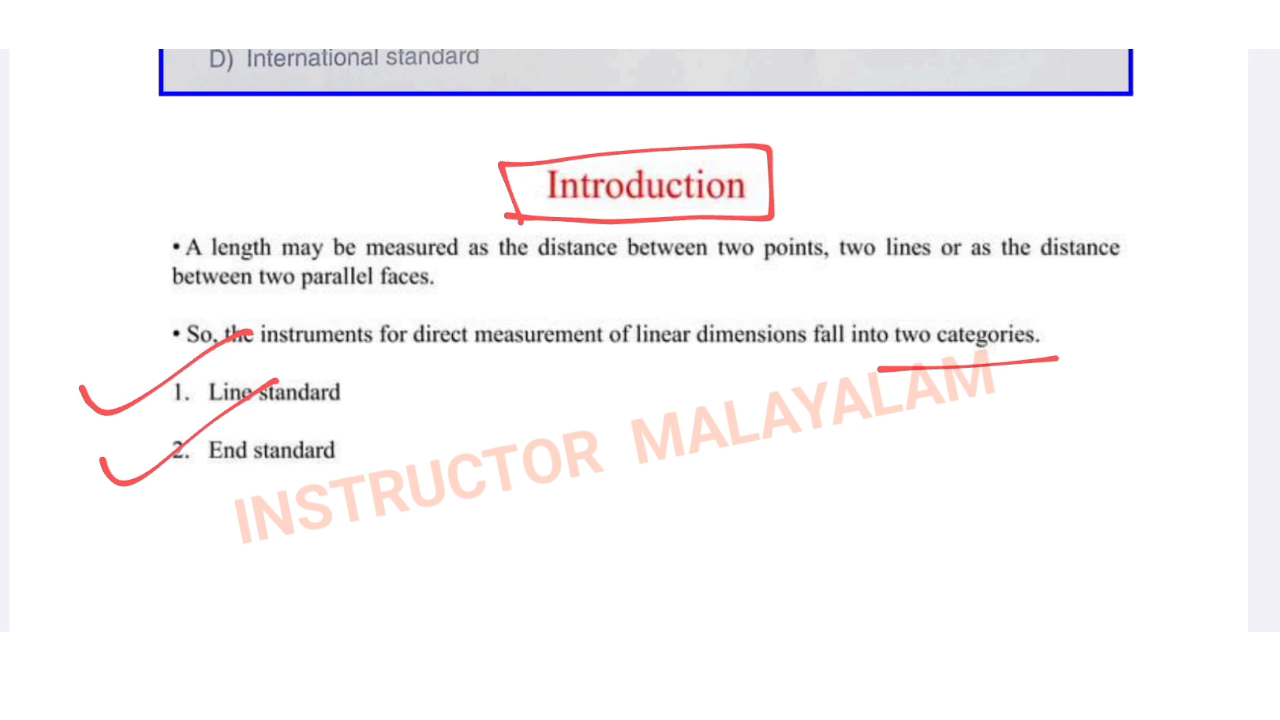 D) International standard
Introduction
• A length may be measured as the distance between two points, two lines or as the distance
between two parallel faces.
• So, the instruments for direct measurement of linear dimensions fall into two categories.
1. Line standard
2. End standard
INSTRUCTOR MALAYALAM